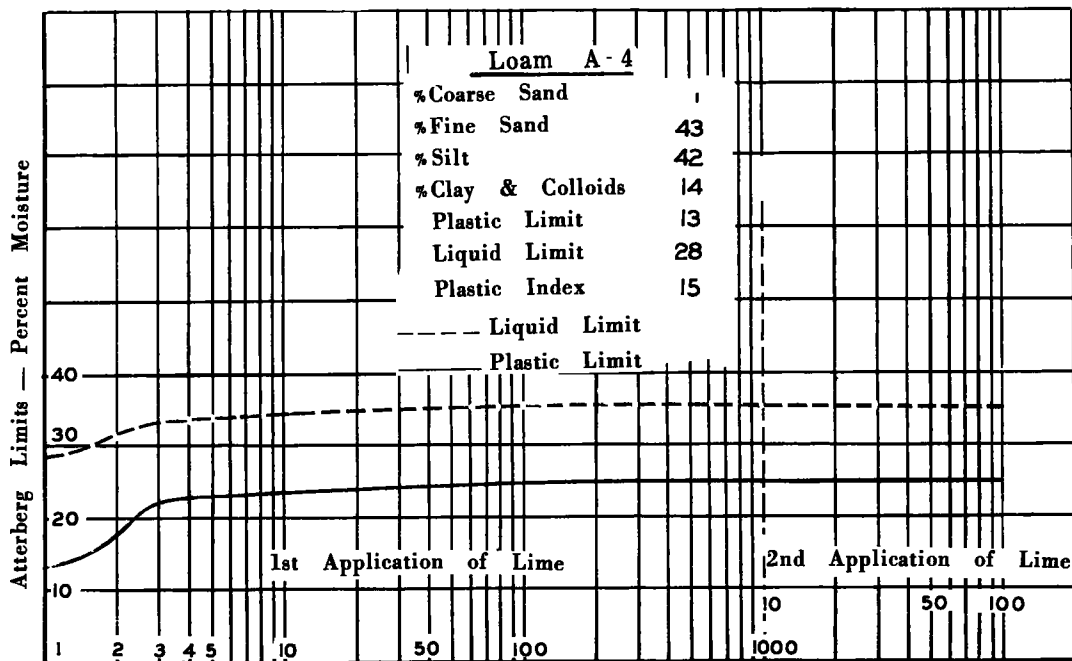 Atterberg Limits — Percent Moisture
Loam A-4
% Coarse Sand 1
% Fine Sand 43
% Silt 42
% Clay & Colloids 14
Plastic Limit 13
Liquid Limit 28
Plastic Index 15
Liquid Limit
Plastic Limit
40
30
20
10
1st Application of Lime
2nd Application of Lime
10 50 100
1 2 3 4 5 10 50 100 1000